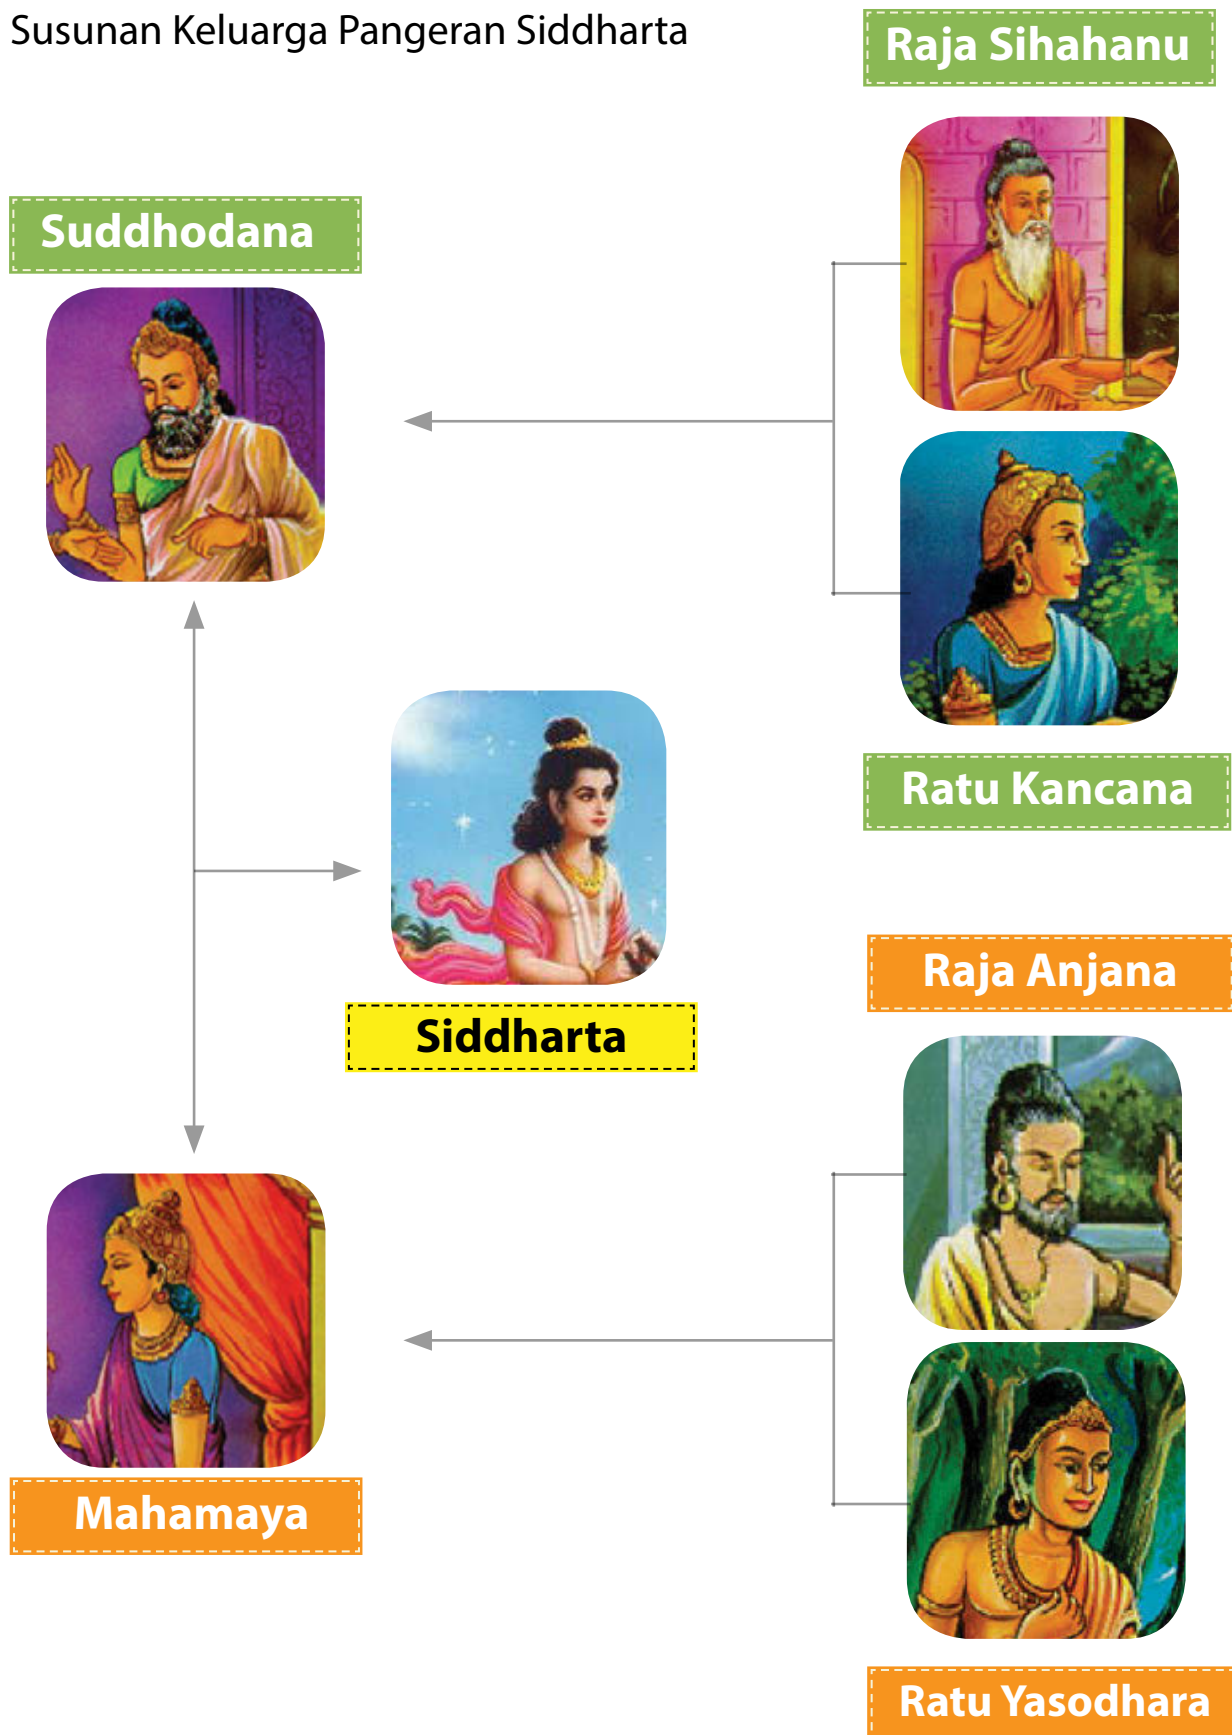 Susunan Keluarga Pangeran Siddharta
Raja Sihahanu
Suddhodana
Ratu Kancana
Siddharta
Raja Anjana
Mahamaya
Ratu Yasodhara